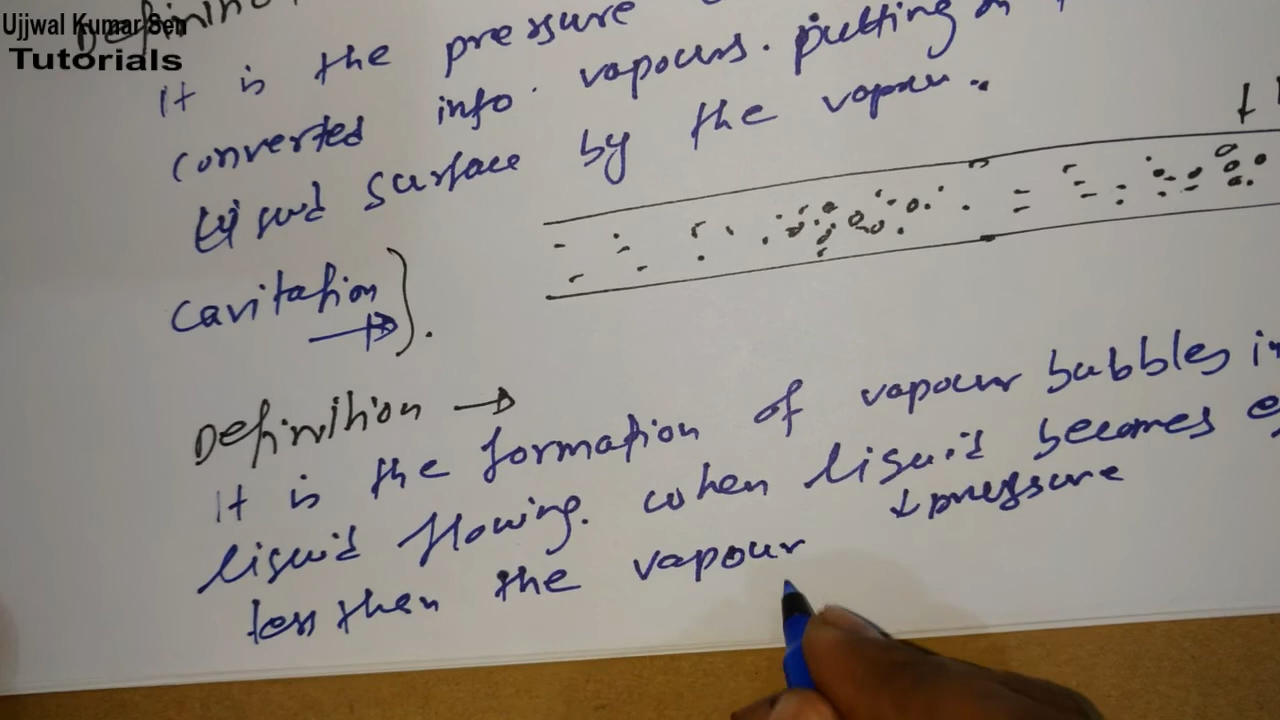 Ujjwal Kumar Sen
Tutorials
It is the pressure
converted into vapours. putting on
liquid surface by the vapour.
Cavitation
Definition →
It is the formation of vapour bubbles in
liquid flowing. when liquid becomes
↓ pressure
less then the vapour